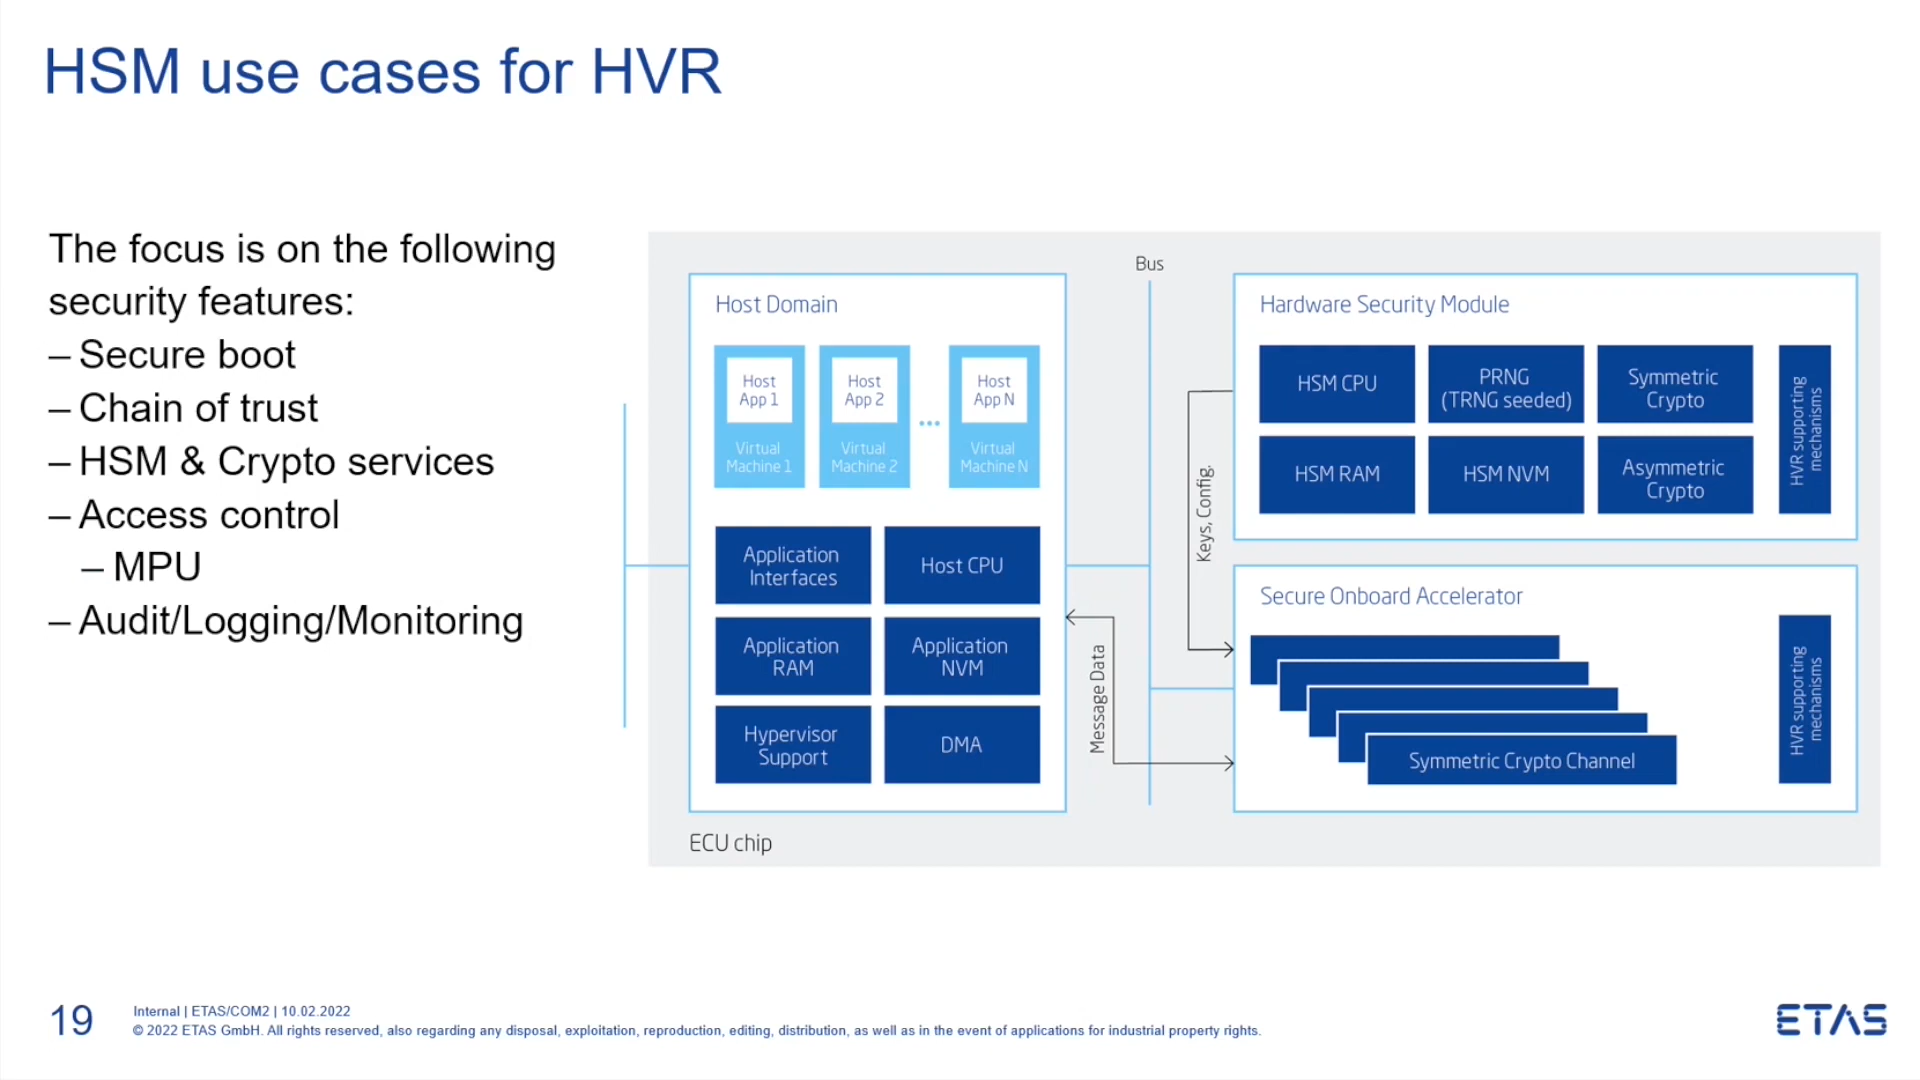 HSM use cases for HVR
The focus is on the following
security features:
– Secure boot
– Chain of trust
– HSM & Crypto services
– Access control
– MPU
– Audit/Logging/Monitoring
Bus
Host Domain
Host
App 1
Virtual
Machine 1
Host
App 2
Virtual
Machine 2
...
Host
App N
Virtual
Machine N
Application
Interfaces
Host CPU
Application
RAM
Application
NVM
Hypervisor
Support
DMA
ECU chip
Message Data
Keys, Config.
Hardware Security Module
HSM CPU
PRNG
(TRNG seeded)
Symmetric
Crypto
HSM RAM
HSM NVM
Asymmetric
Crypto
HVR supporting
mechanisms
Secure Onboard Accelerator
Symmetric Crypto Channel
HVR supporting
mechanisms
19
Internal | ETAS/COM2 | 10.02.2022
© 2022 ETAS GmbH. All rights reserved, also regarding any disposal, exploitation, reproduction, editing, distribution, as well as in the event of applications for industrial property rights.
ETAS